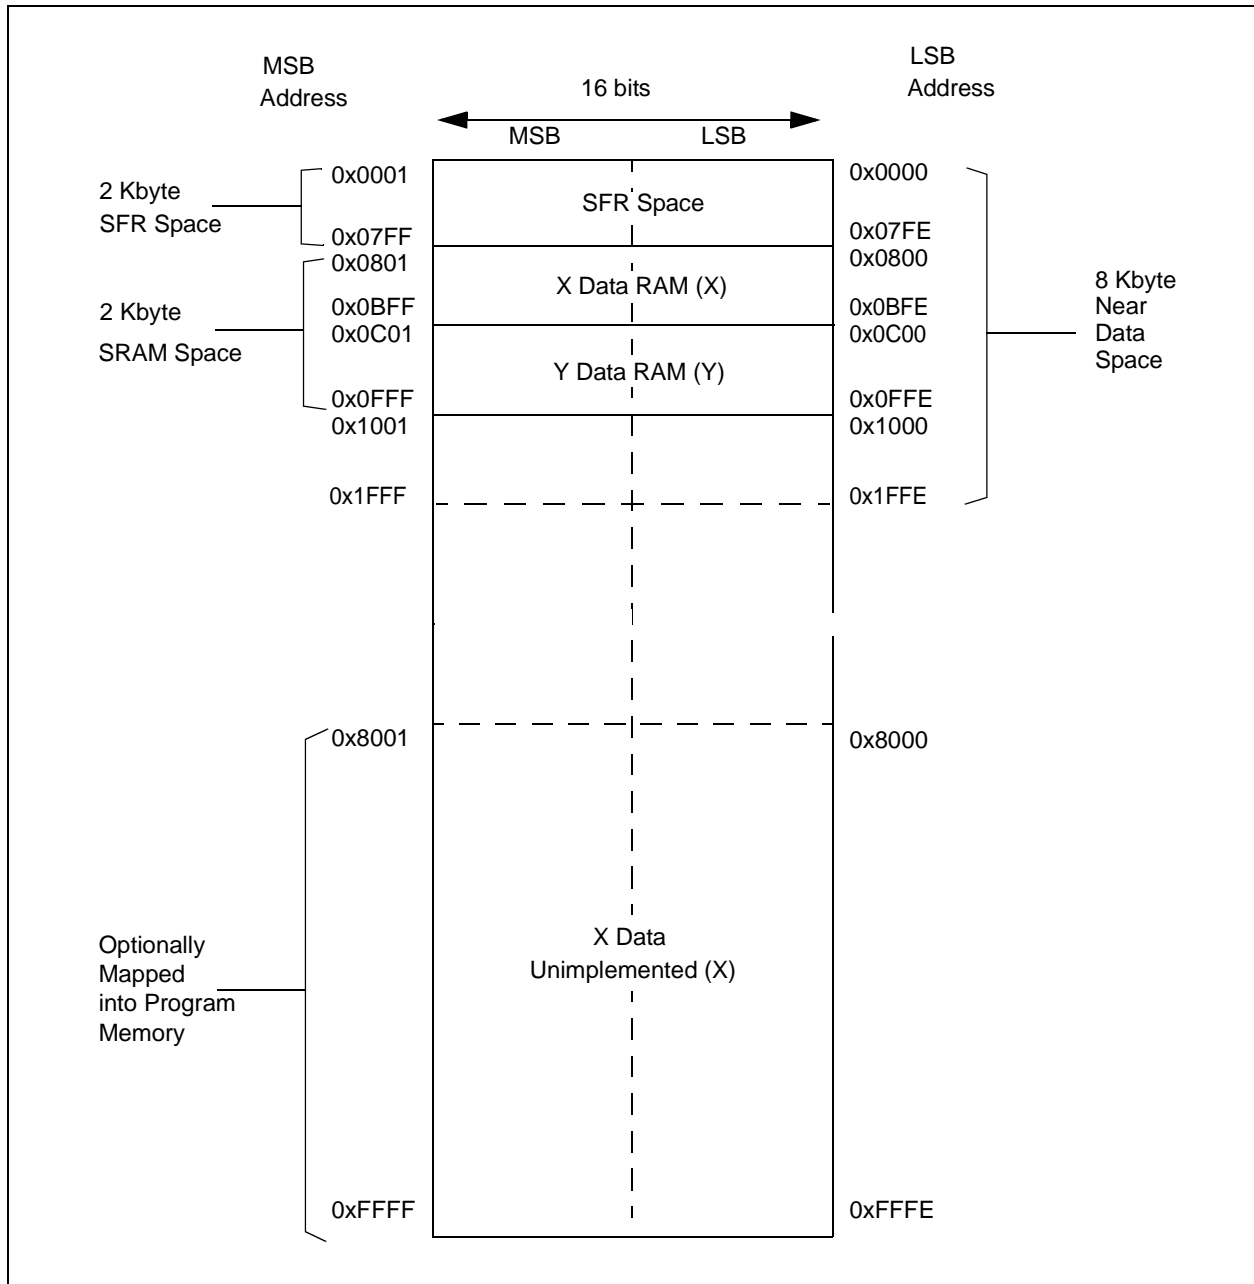 MSB
Address
LSB
Address
16 bits
MSB
LSB
0x0001
0x0000
2 Kbyte
SFR Space
SFR Space
0x07FF
0x07FE
0x0801
0x0800
X Data RAM (X)
2 Kbyte
SRAM Space
0x0BFF
0x0BFE
0x0C01
0x0C00
8 Kbyte
Near
Data
Space
Y Data RAM (Y)
0x0FFF
0x0FFE
0x1001
0x1000
0x1FFF
0x1FFE
0x8001
0x8000
Optionally
Mapped
into Program
Memory
X Data
Unimplemented (X)
0xFFFF
0xFFFE